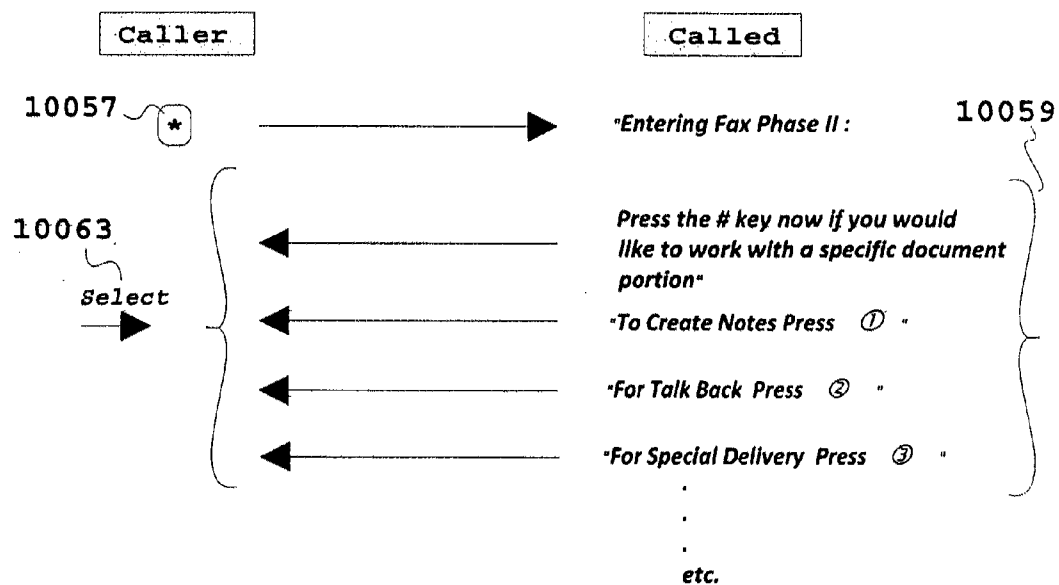 Caller Called
10057 * "Entering Fax Phase II : 10059
Press the # key now if you would
like to work with a specific document
portion"
10063
Select
"To Create Notes Press ① "
"For Talk Back Press ② "
"For Special Delivery Press ③ "
.
.
.
etc.